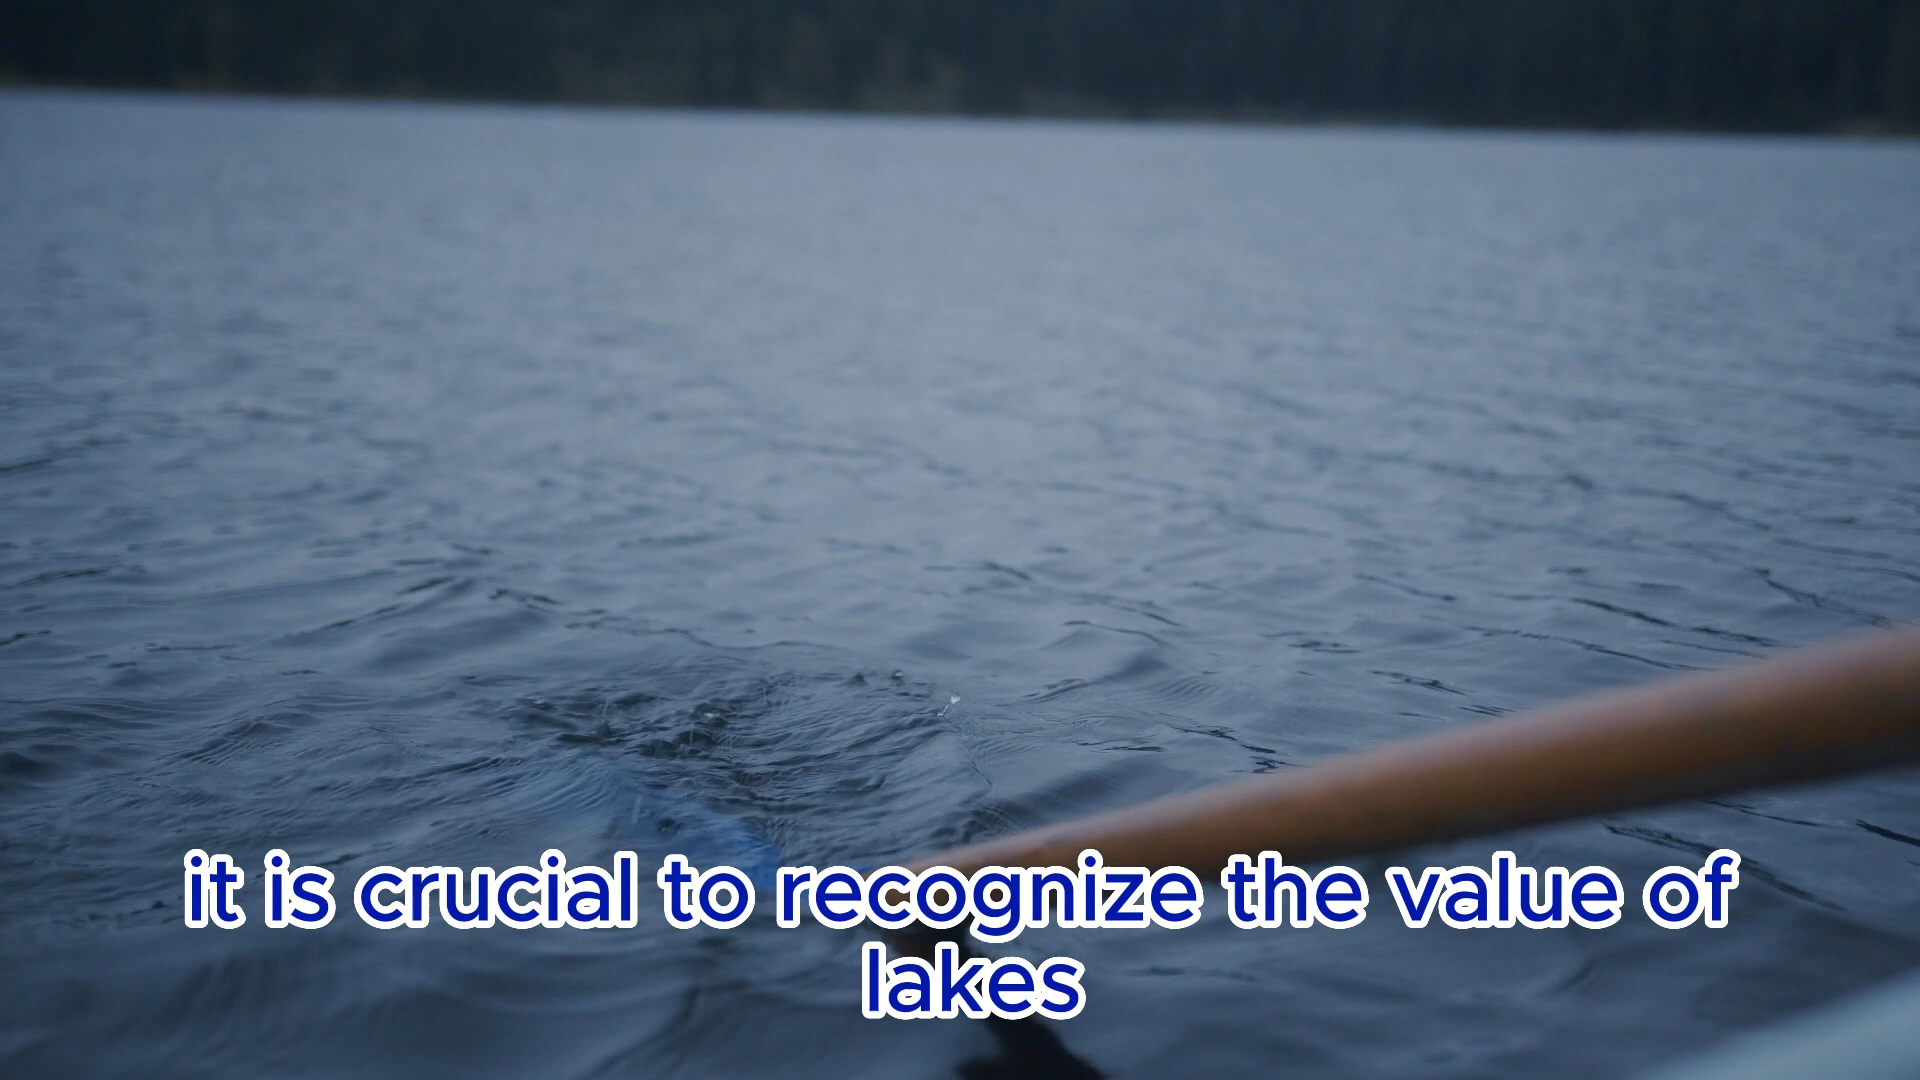 it is crucial to recognize the value of
lakes